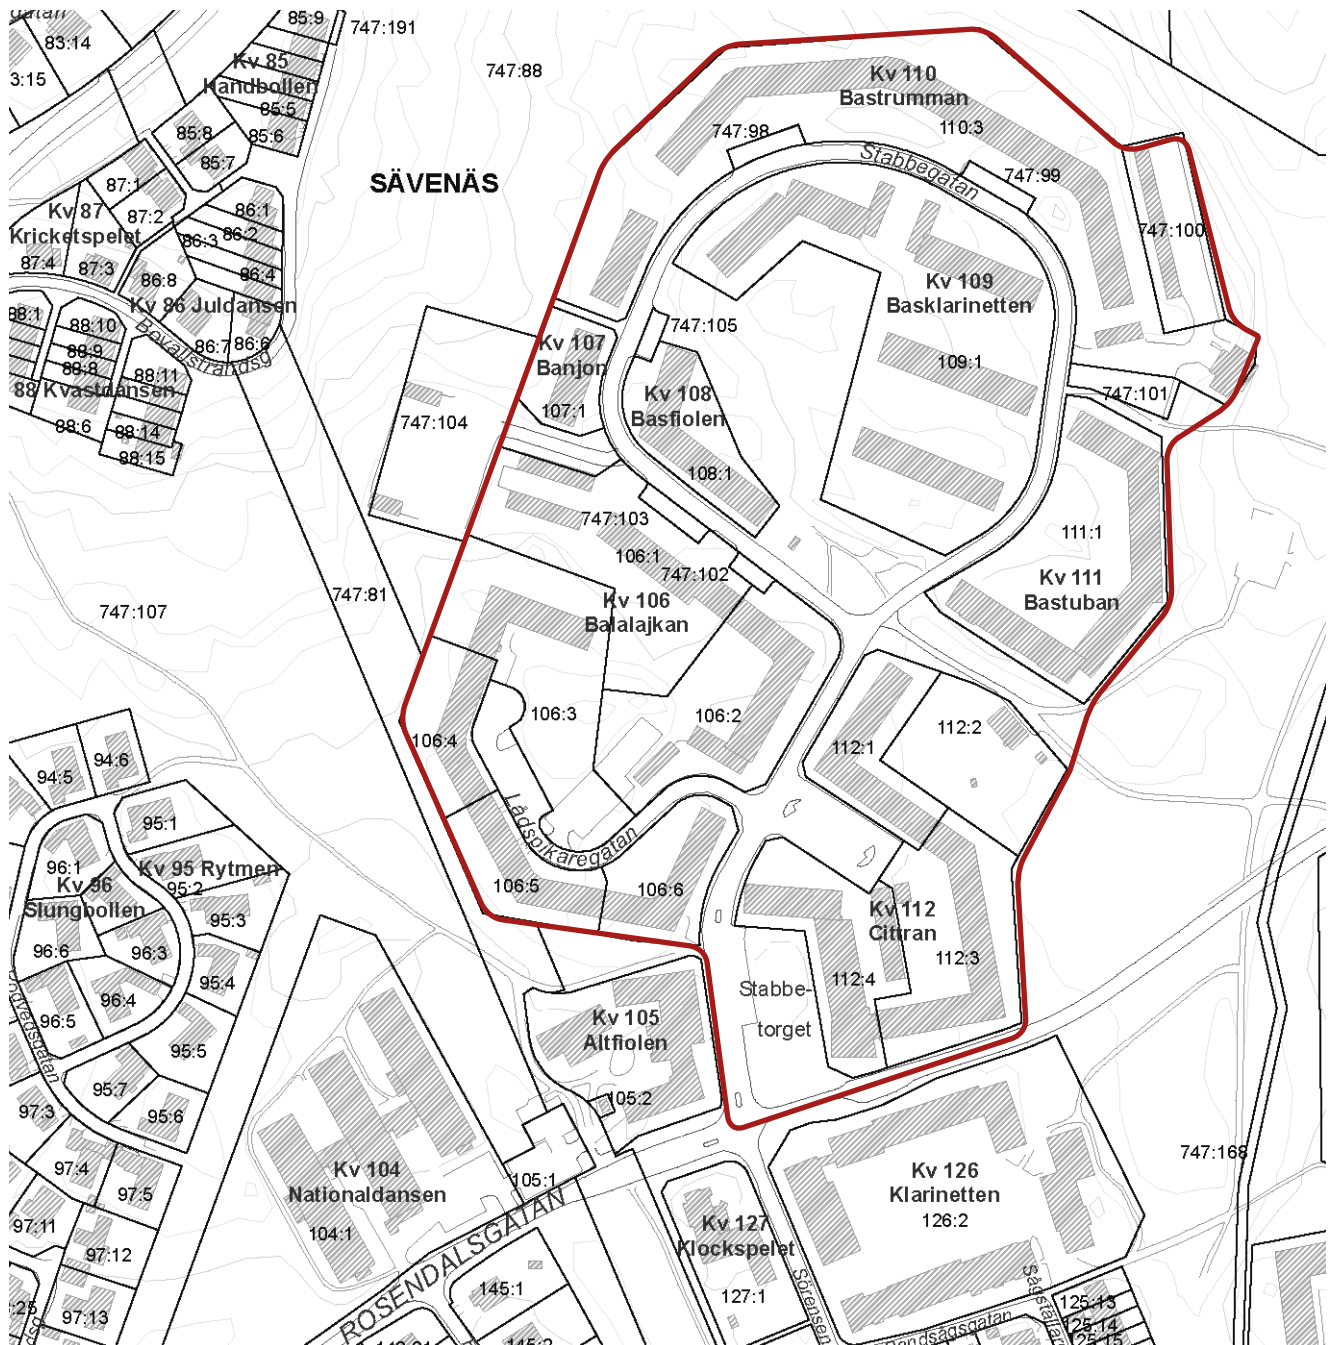 85:9
83:14
747:191
747:88
Kv 85
Handbollen
3:15
85:5
85:6
85:8
85:7
Kv 110
Bastrumman
110:3
747:98
Stabbegatan
747:99
SÄVENÄS
87:1
87:2
Kv 87
Kricketspelet
87:4
87:3
86:1
86:2
86:3
86:4
86:8
Kv 86 Juldansen
86:7
86:6
Bovallstrandsg
88:1
88:10
88:9
88:8
88:11
88 Kvastdansen
88:6
88:14
88:15
747:100
Kv 109
Basklarinetten
109:1
747:105
Kv 107
Banjon
107:1
Kv 108
Basfiolen
108:1
747:101
747:104
747:103
106:1
747:102
Kv 106
Balalajkan
111:1
Kv 111
Bastuban
747:107
747:81
106:3
106:2
106:4
112:1
112:2
94:5
94:6
95:1
Kv 95 Rytmen
95:2
95:3
96:1
Kv 96
Slungbollen
96:6
96:3
96:4
95:4
96:5
95:5
95:7
95:6
Lådspikaregatan
106:5
106:6
Kv 112
Cittran
112:3
112:4
Stabbe-
torget
Kv 105
Altfiolen
105:2
97:3
97:4
97:5
97:11
97:12
97:13
:25
Kv 104
Nationaldansen
104:1
105:1
ROSENDALSGATAN
145:1
145:2
Kv 127
Klockspelet
127:1
Kv 126
Klarinetten
126:2
747:168
Sörensen
125:13
125:14
125:15